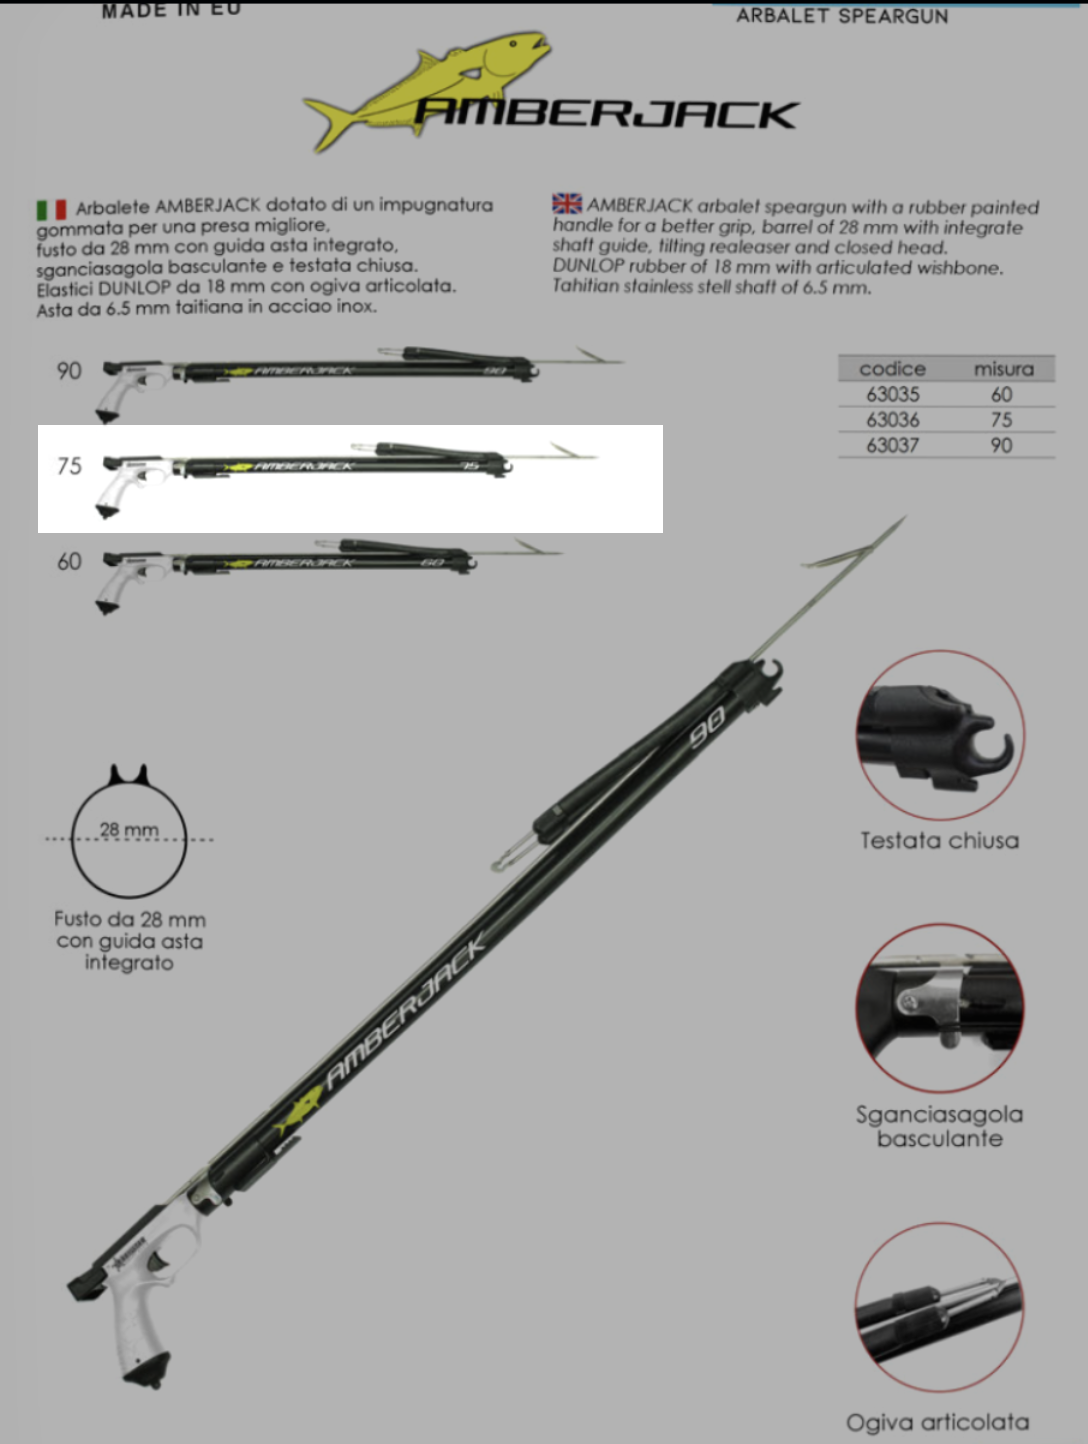 MADE IN EU
ARBALET SPEARGUN
AMBERJACK
Arbalete AMBERJACK dotato di un impugnatura
gommata per una presa migliore,
fusto da 28 mm con guida asta integrato,
sganciasagola basculante e testata chiusa.
Elastici DUNLOP da 18 mm con ogiva articolata.
Asta da 6.5 mm taitiana in acciao inox.
AMBERJACK arbalet speargun with a rubber painted
handle for a better grip, barrel of 28 mm with integrate
shaft guide, tilting realeaser and closed head.
DUNLOP rubber of 18 mm with articulated wishbone.
Tahitian stainless stell shaft of 6.5 mm.
90
AMBERJACK 90
75
AMBERJACK 75
60
AMBERJACK 60
codice misura
63035 60
63036 75
63037 90
90
AMBERJACK
28 mm
Fusto da 28 mm
con guida asta
integrato
Testata chiusa
Sganciasagola
basculante
Ogiva articolata